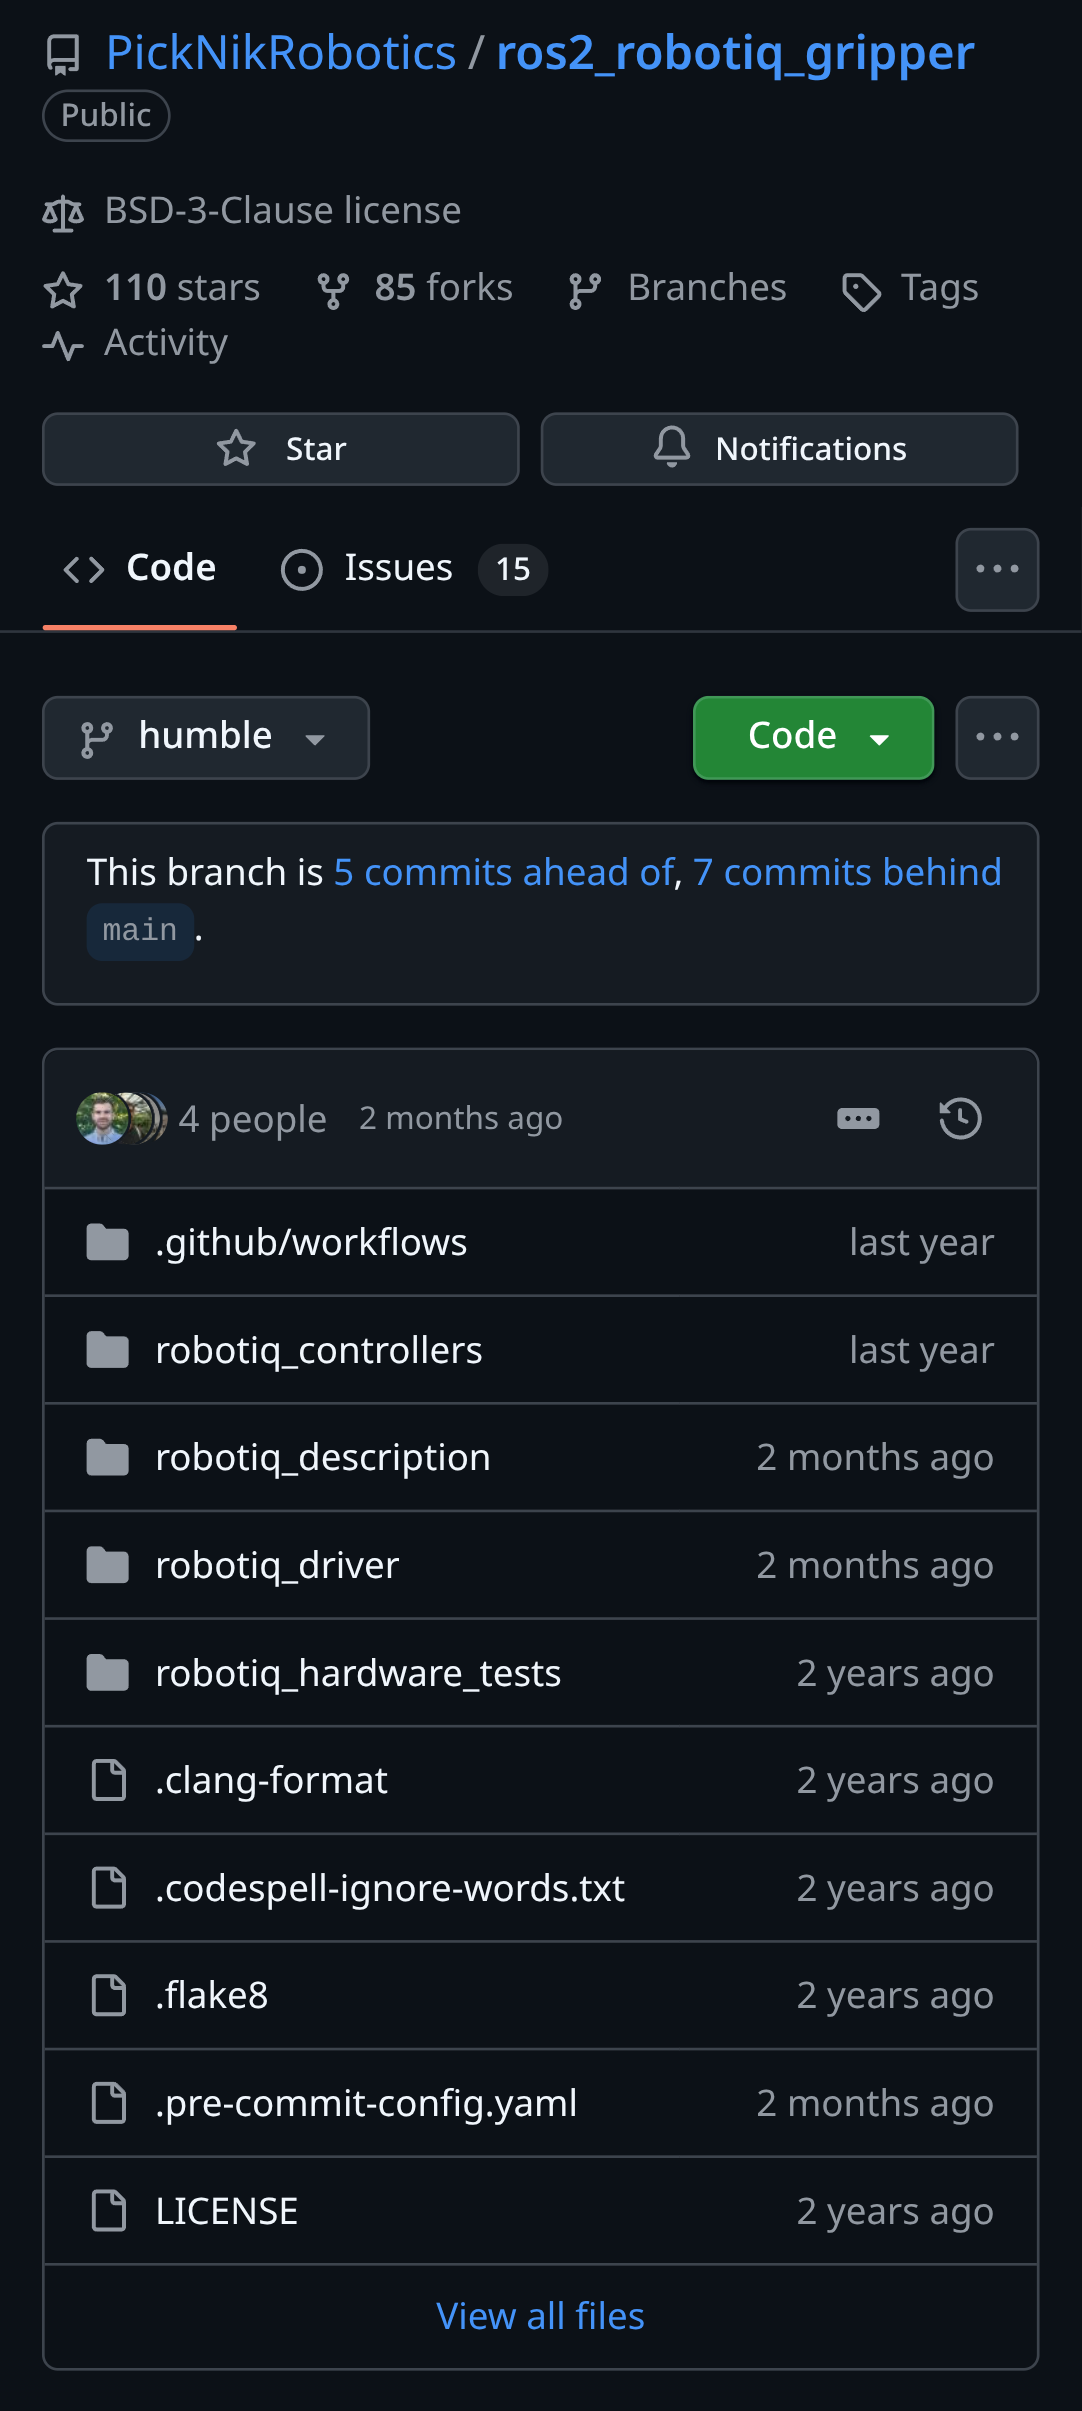 PickNikRobotics / ros2_robotiq_gripper
Public
BSD-3-Clause license
110 stars 85 forks Branches Tags
Activity
Star Notifications
Code Issues 15
humble Code
This branch is 5 commits ahead of, 7 commits behind
main .
4 people 2 months ago
.github/workflows last year
robotiq_controllers last year
robotiq_description 2 months ago
robotiq_driver 2 months ago
robotiq_hardware_tests 2 years ago
.clang-format 2 years ago
.codespell-ignore-words.txt 2 years ago
.flake8 2 years ago
.pre-commit-config.yaml 2 months ago
LICENSE 2 years ago
View all files